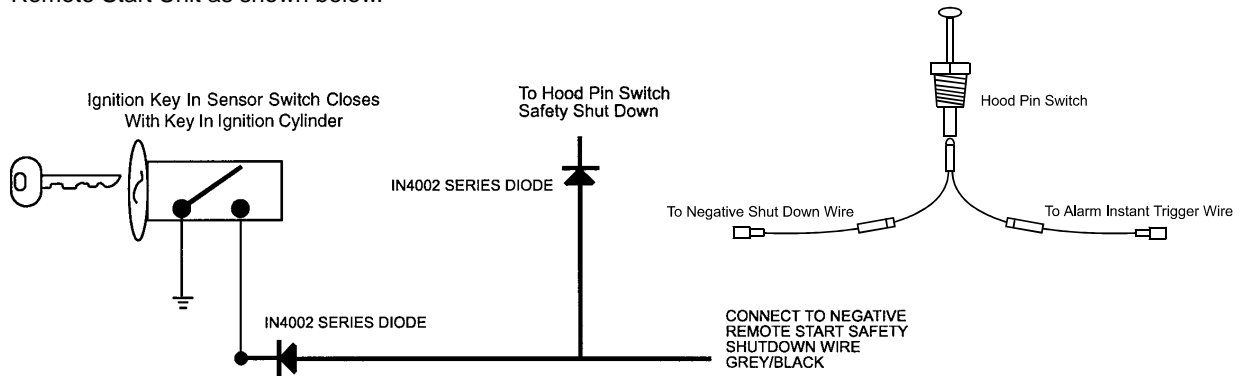 Remote Start Unit as shown below.
Ignition Key In Sensor Switch Closes
With Key In Ignition Cylinder
To Hood Pin Switch
Safety Shut Down
Hood Pin Switch
IN4002 SERIES DIODE
To Negative Shut Down Wire
To Alarm Instant Trigger Wire
IN4002 SERIES DIODE
CONNECT TO NEGATIVE
REMOTE START SAFETY
SHUTDOWN WIRE
GREY/BLACK